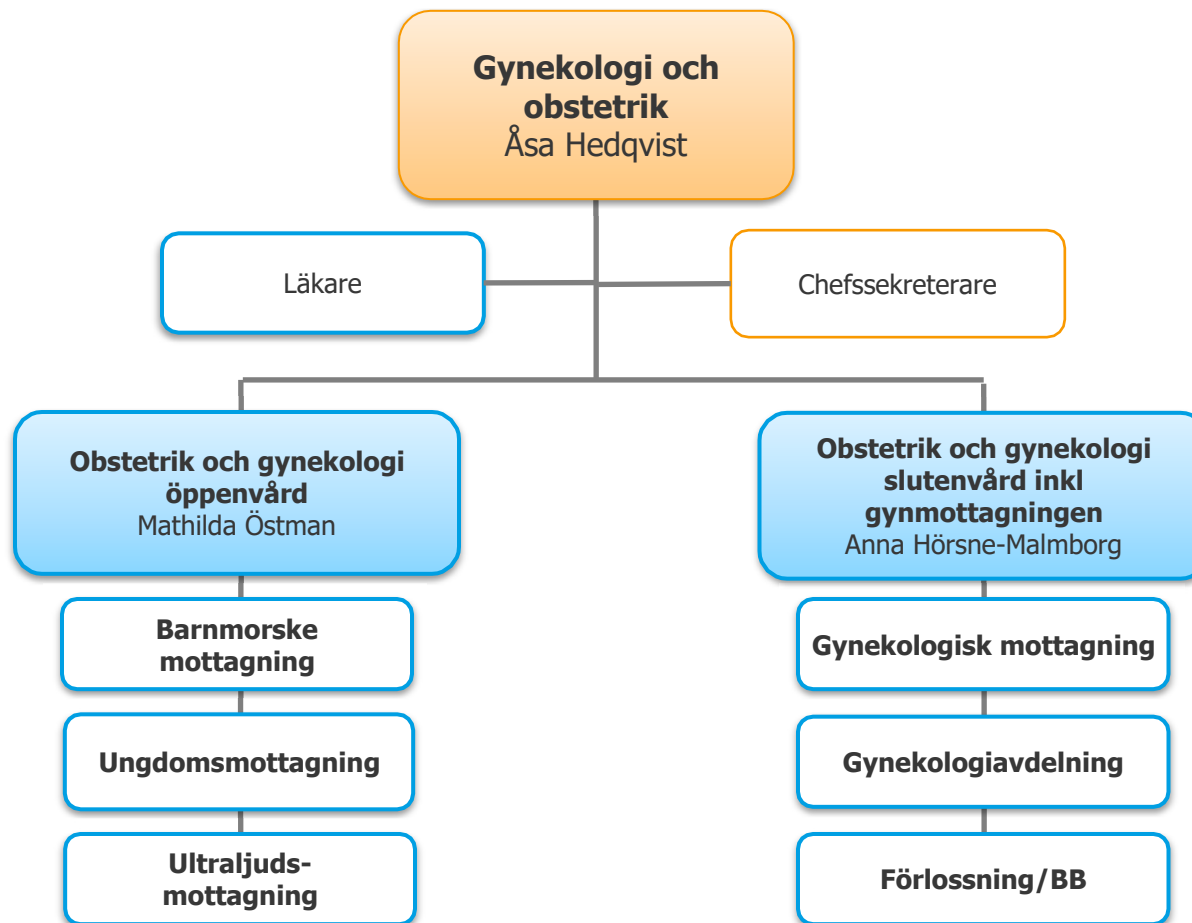 Gynekologi och
obstetrik
Åsa Hedqvist
Läkare
Chefssekreterare
Obstetrik och gynekologi
öppenvård
Mathilda Östman
Obstetrik och gynekologi
slutenvård inkl
gynmottagningen
Anna Hörsne-Malmborg
Barnmorske
mottagning
Gynekologisk mottagning
Ungdomsmottagning
Gynekologiavdelning
Ultraljuds-
mottagning
Förlossning/BB